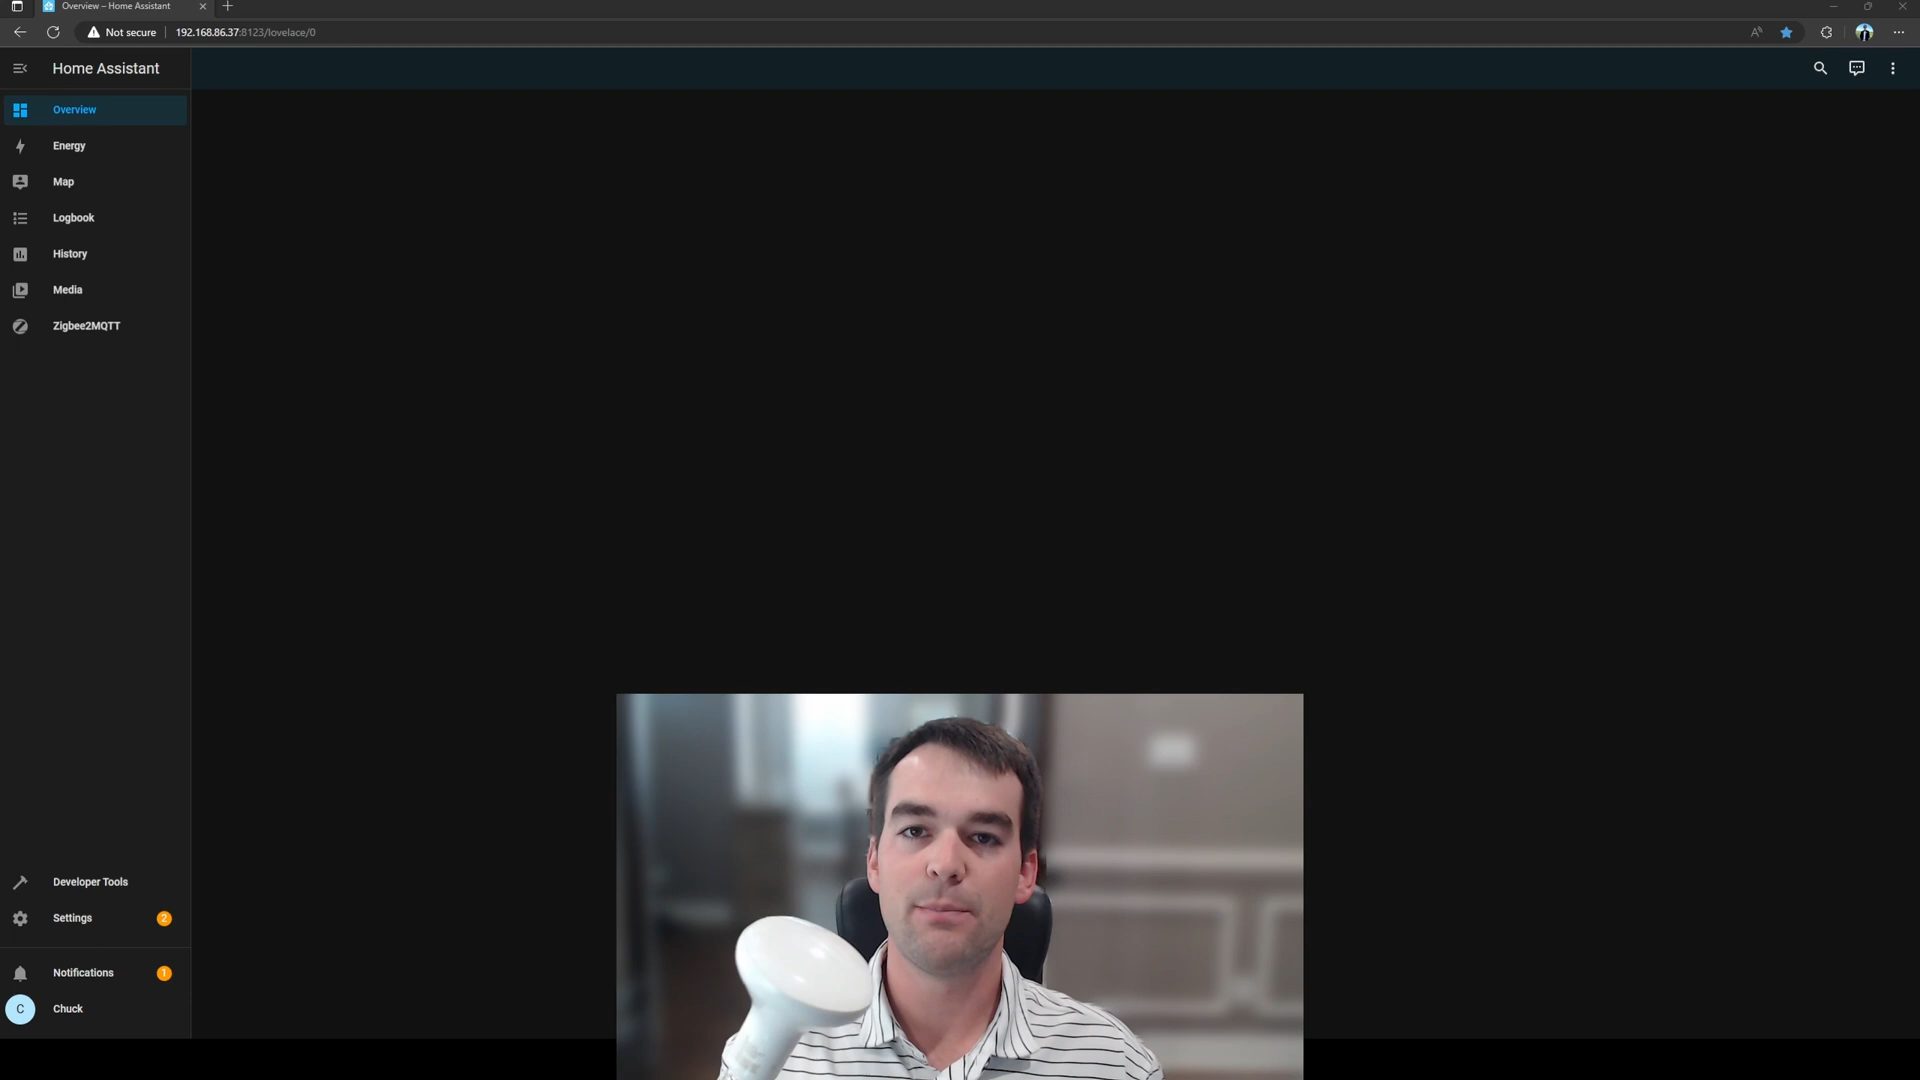 Overview – Home Assistant
Not secure
192.168.86.37:8123/lovelace/0
Home Assistant
Overview
Energy
Map
Logbook
History
Media
Zigbee2MQTT
Developer Tools
Settings
2
Notifications
1
C
Chuck